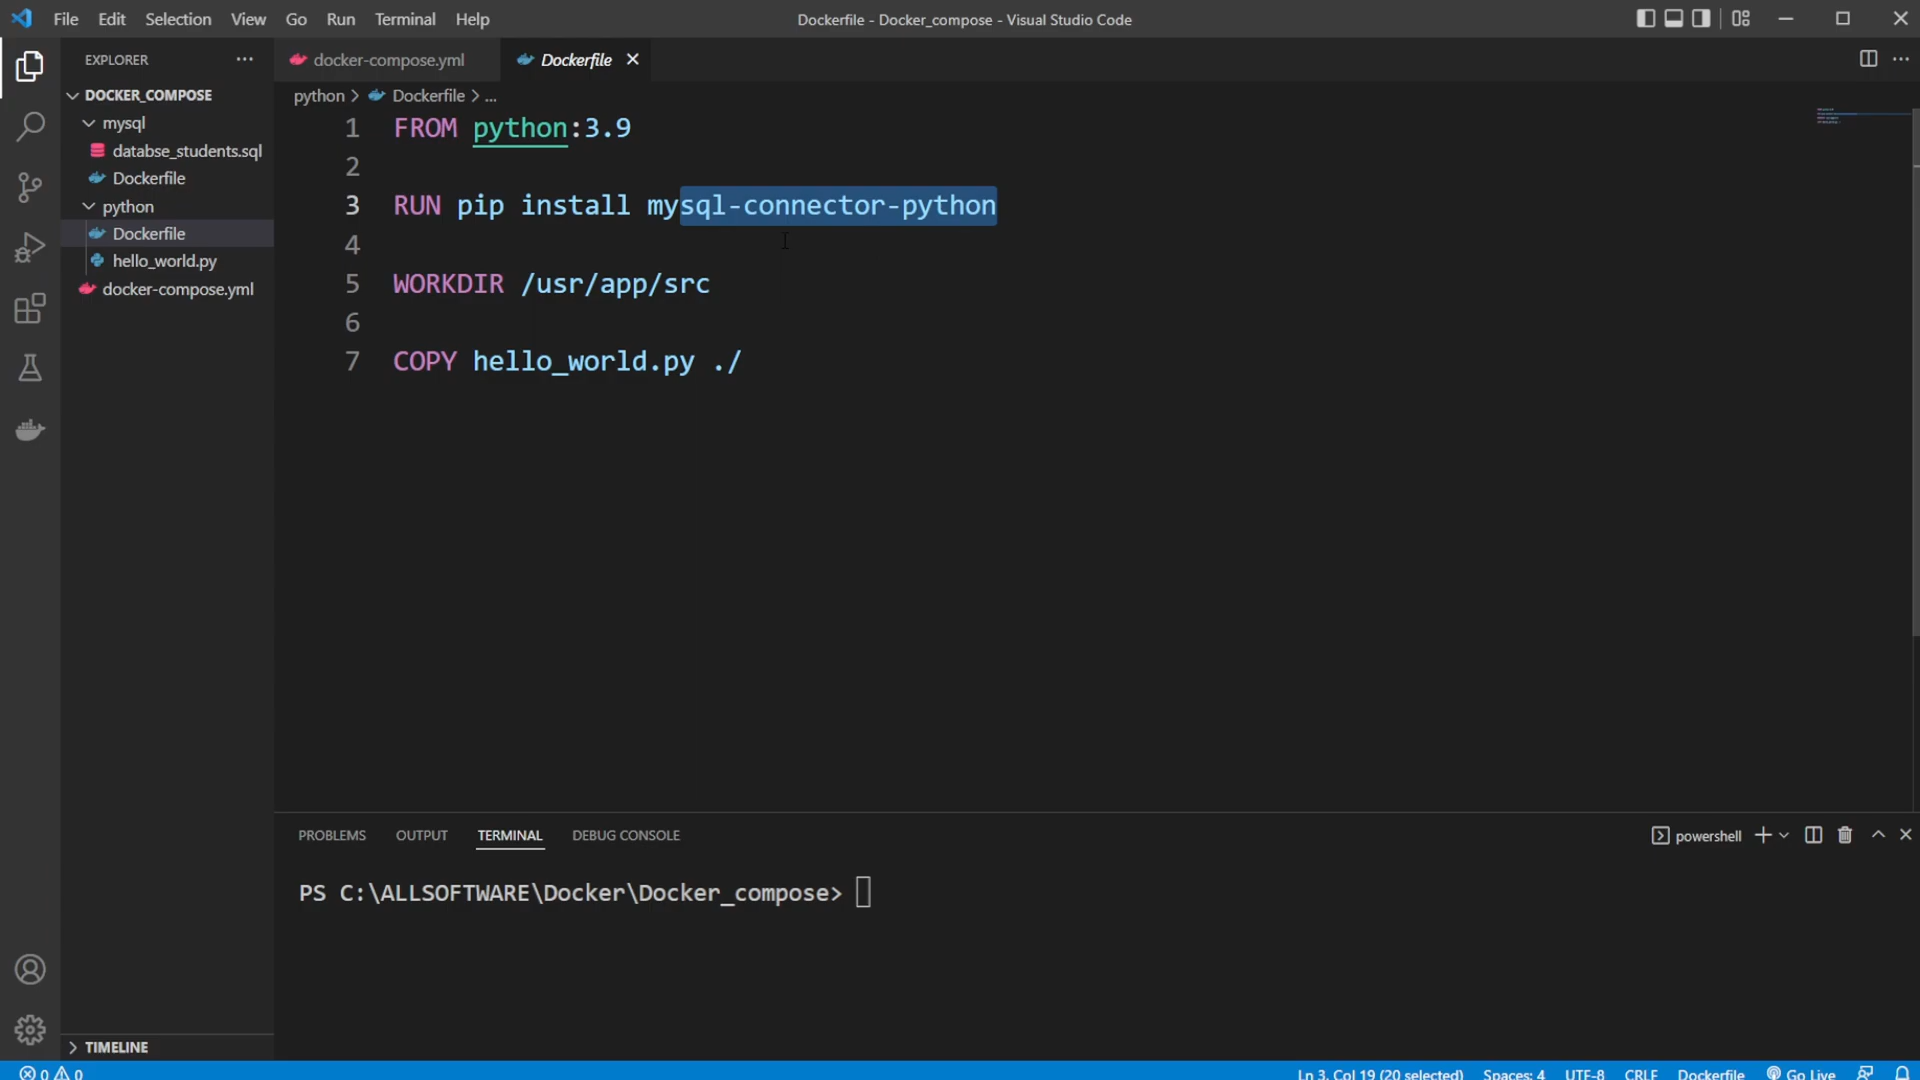 File Edit Selection View Go Run Terminal Help
Dockerfile - Docker_compose - Visual Studio Code
EXPLORER
DOCKER_COMPOSE
mysql
databse_students.sql
Dockerfile
python
Dockerfile
hello_world.py
docker-compose.yml
TIMELINE
docker-compose.yml Dockerfile
python > Dockerfile > ...
1 FROM python:3.9
2
3 RUN pip install mysql-connector-python
4
5 WORKDIR /usr/app/src
6
7 COPY hello_world.py ./
PROBLEMS OUTPUT TERMINAL DEBUG CONSOLE
powershell
PS C:\ALLSOFTWARE\Docker\Docker_compose>
0 0
Ln 3, Col 19 (20 selected) Spaces: 4 UTF-8 CRLF Dockerfile Go Live